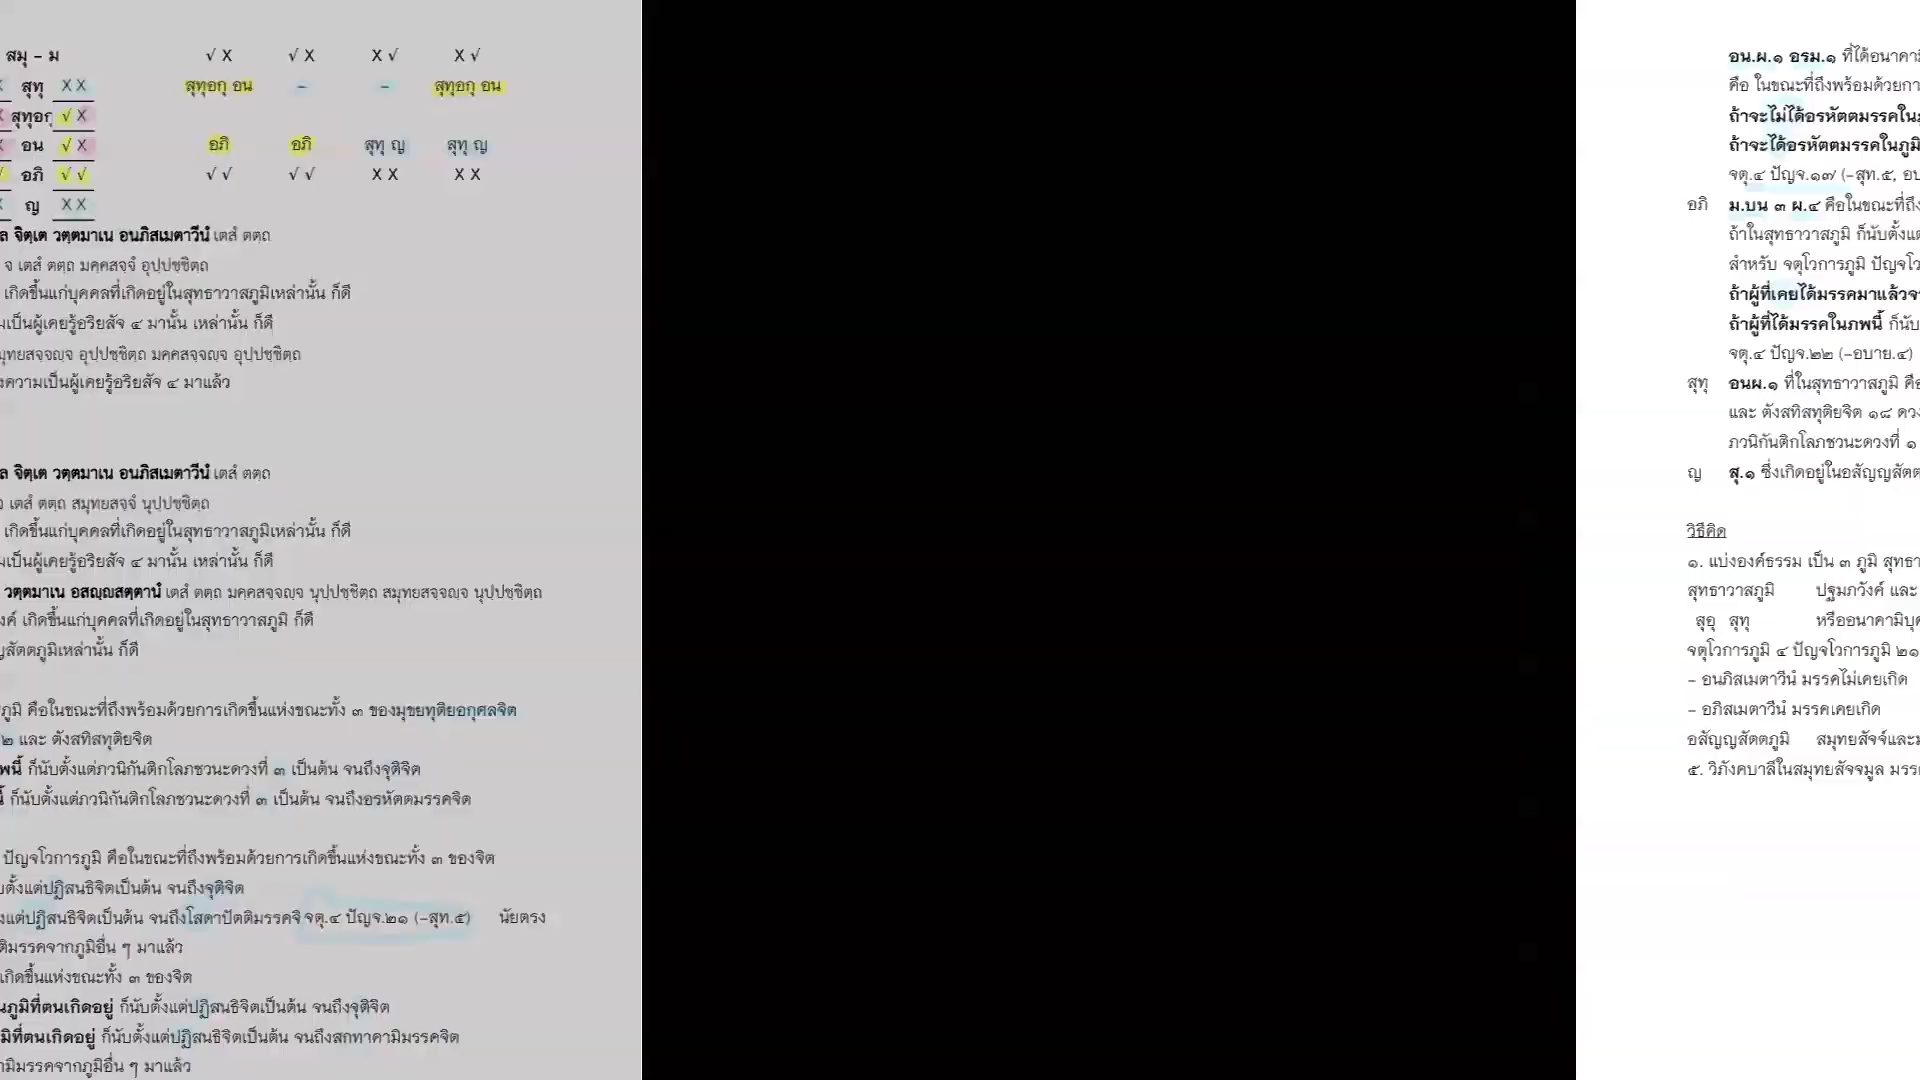 สมุ – ม √ X √ X X √ X √
X สุทุ X X สุทุอกุ อน – – สุทุอกุ อน
X สุทุอกุ √ X
X อน √ X อภิ อภิ สุทุ ญ สุทุ ญ
√ อภิ √ √ √ √ √ √ X X X X
X ญ X X
ล จิตฺเต วตฺตมาเน อนภิสเมตาวีนํ เตสํ ตตฺถ
จ เตสํ ตตฺถ มคฺคสจฺจํ อุปฺปชฺชิตฺถ
เกิดขึ้นแก่บุคคลที่เกิดอยู่ในสุทธาวาสภูมิเหล่านั้น ก็ดี
มเป็นผู้เคยรู้อริยสัจ ๔ มานั้น เหล่านั้น ก็ดี
มุทยสจฺจญฺจ อุปฺปชฺชิตฺถ มคฺคสจฺจญฺจ อุปฺปชฺชิตฺถ
งความเป็นผู้เคยรู้อริยสัจ ๔ มาแล้ว
ล จิตฺเต วตฺตมาเน อนภิสเมตาวีนํ เตสํ ตตฺถ
จ เตสํ ตตฺถ สมุทยสจฺจํ นุปฺปชฺชิตฺถ
เกิดขึ้นแก่บุคคลที่เกิดอยู่ในสุทธาวาสภูมิเหล่านั้น ก็ดี
มเป็นผู้เคยรู้อริยสัจ ๔ มานั้น เหล่านั้น ก็ดี
วตฺตมาเน อสญฺญสตฺตานํ เตสํ ตตฺถ มคฺคสจฺจญฺจ นุปฺปชฺชิตฺถ สมุทยสจฺจญฺจ นุปฺปชฺชิตฺถ
งค์ เกิดขึ้นแก่บุคคลที่เกิดอยู่ในสุทธาวาสภูมิ ก็ดี
ญสัตตภูมิเหล่านั้น ก็ดี
ภูมิ คือในขณะที่ถึงพร้อมด้วยการเกิดขึ้นแห่งขณะทั้ง ๓ ของมุขยทุติยอกุศลจิต
๒ และ ตังสทิสทุติยจิต
พนี้ ก็นับตั้งแต่ภวนิกันติกโลภชวนะดวงที่ ๓ เป็นต้น จนถึงจุติจิต
นี้ ก็นับตั้งแต่ภวนิกันติกโลภชวนะดวงที่ ๓ เป็นต้น จนถึงอรหัตตมรรคจิต
ปัญจโวการภูมิ คือในขณะที่ถึงพร้อมด้วยการเกิดขึ้นแห่งขณะทั้ง ๓ ของจิต
บตั้งแต่ปฏิสนธิจิตเป็นต้น จนถึงจุติจิต
งแต่ปฏิสนธิจิตเป็นต้น จนถึงโสดาปัตติมรรคจิ จตุ.๔ ปัญจ.๒๑ (–สุท.๕) นัยตรง
ติมรรคจากภูมิอื่น ๆ มาแล้ว
เกิดขึ้นแห่งขณะทั้ง ๓ ของจิต
นภูมิที่ตนเกิดอยู่ ก็นับตั้งแต่ปฏิสนธิจิตเป็นต้น จนถึงจุติจิต
มิที่ตนเกิดอยู่ ก็นับตั้งแต่ปฏิสนธิจิตเป็นต้น จนถึงสกทาคามิมรรคจิต
ามิมรรคจากภูมิอื่น ๆ มาแล้ว
อน.ผ.๑ อรม.๑ ที่ได้อนาคามิ
คือ ในขณะที่ถึงพร้อมด้วยกา
ถ้าจะไม่ได้อรหัตตมรรคในภ
ถ้าจะได้อรหัตตมรรคในภูมิ
จตุ.๔ ปัญจ.๑๗ (–สุท.๕, อบ
อภิ ม.บน ๓ ผ.๔ คือในขณะที่ถึง
ถ้าในสุทธาวาสภูมิ ก็นับตั้งแต่
สำหรับ จตุโวการภูมิ ปัญจโว
ถ้าผู้ที่เคยได้มรรคมาแล้วจา
ถ้าผู้ที่ได้มรรคในภพนี้ ก็นับ
จตุ.๔ ปัญจ.๒๒ (–อบาย.๔)
สุทุ อนผ.๑ ที่ในสุทธาวาสภูมิ คือ
และ ตังสทิสทุติยจิต ๑๘ ดวง
ภวนิกันติกโลภชวนะดวงที่ ๑
ญ สุ.๑ ซึ่งเกิดอยู่ในอสัญญสัตต
วิธีคิด
๑. แบ่งองค์ธรรม เป็น ๓ ภูมิ สุทธา
สุทธาวาสภูมิ ปฐมภวังค์ และ
สุอุ สุทุ หรืออนาคามิบุค
จตุโวการภูมิ ๔ ปัญจโวการภูมิ ๒๑
– อนภิสเมตาวีนํ มรรคไม่เคยเกิด
– อภิสเมตาวีนํ มรรคเคยเกิด
อสัญญสัตตภูมิ สมุทยสัจจ์และม
๕. วิภังคบาลีในสมุทยสัจจมูล มรร